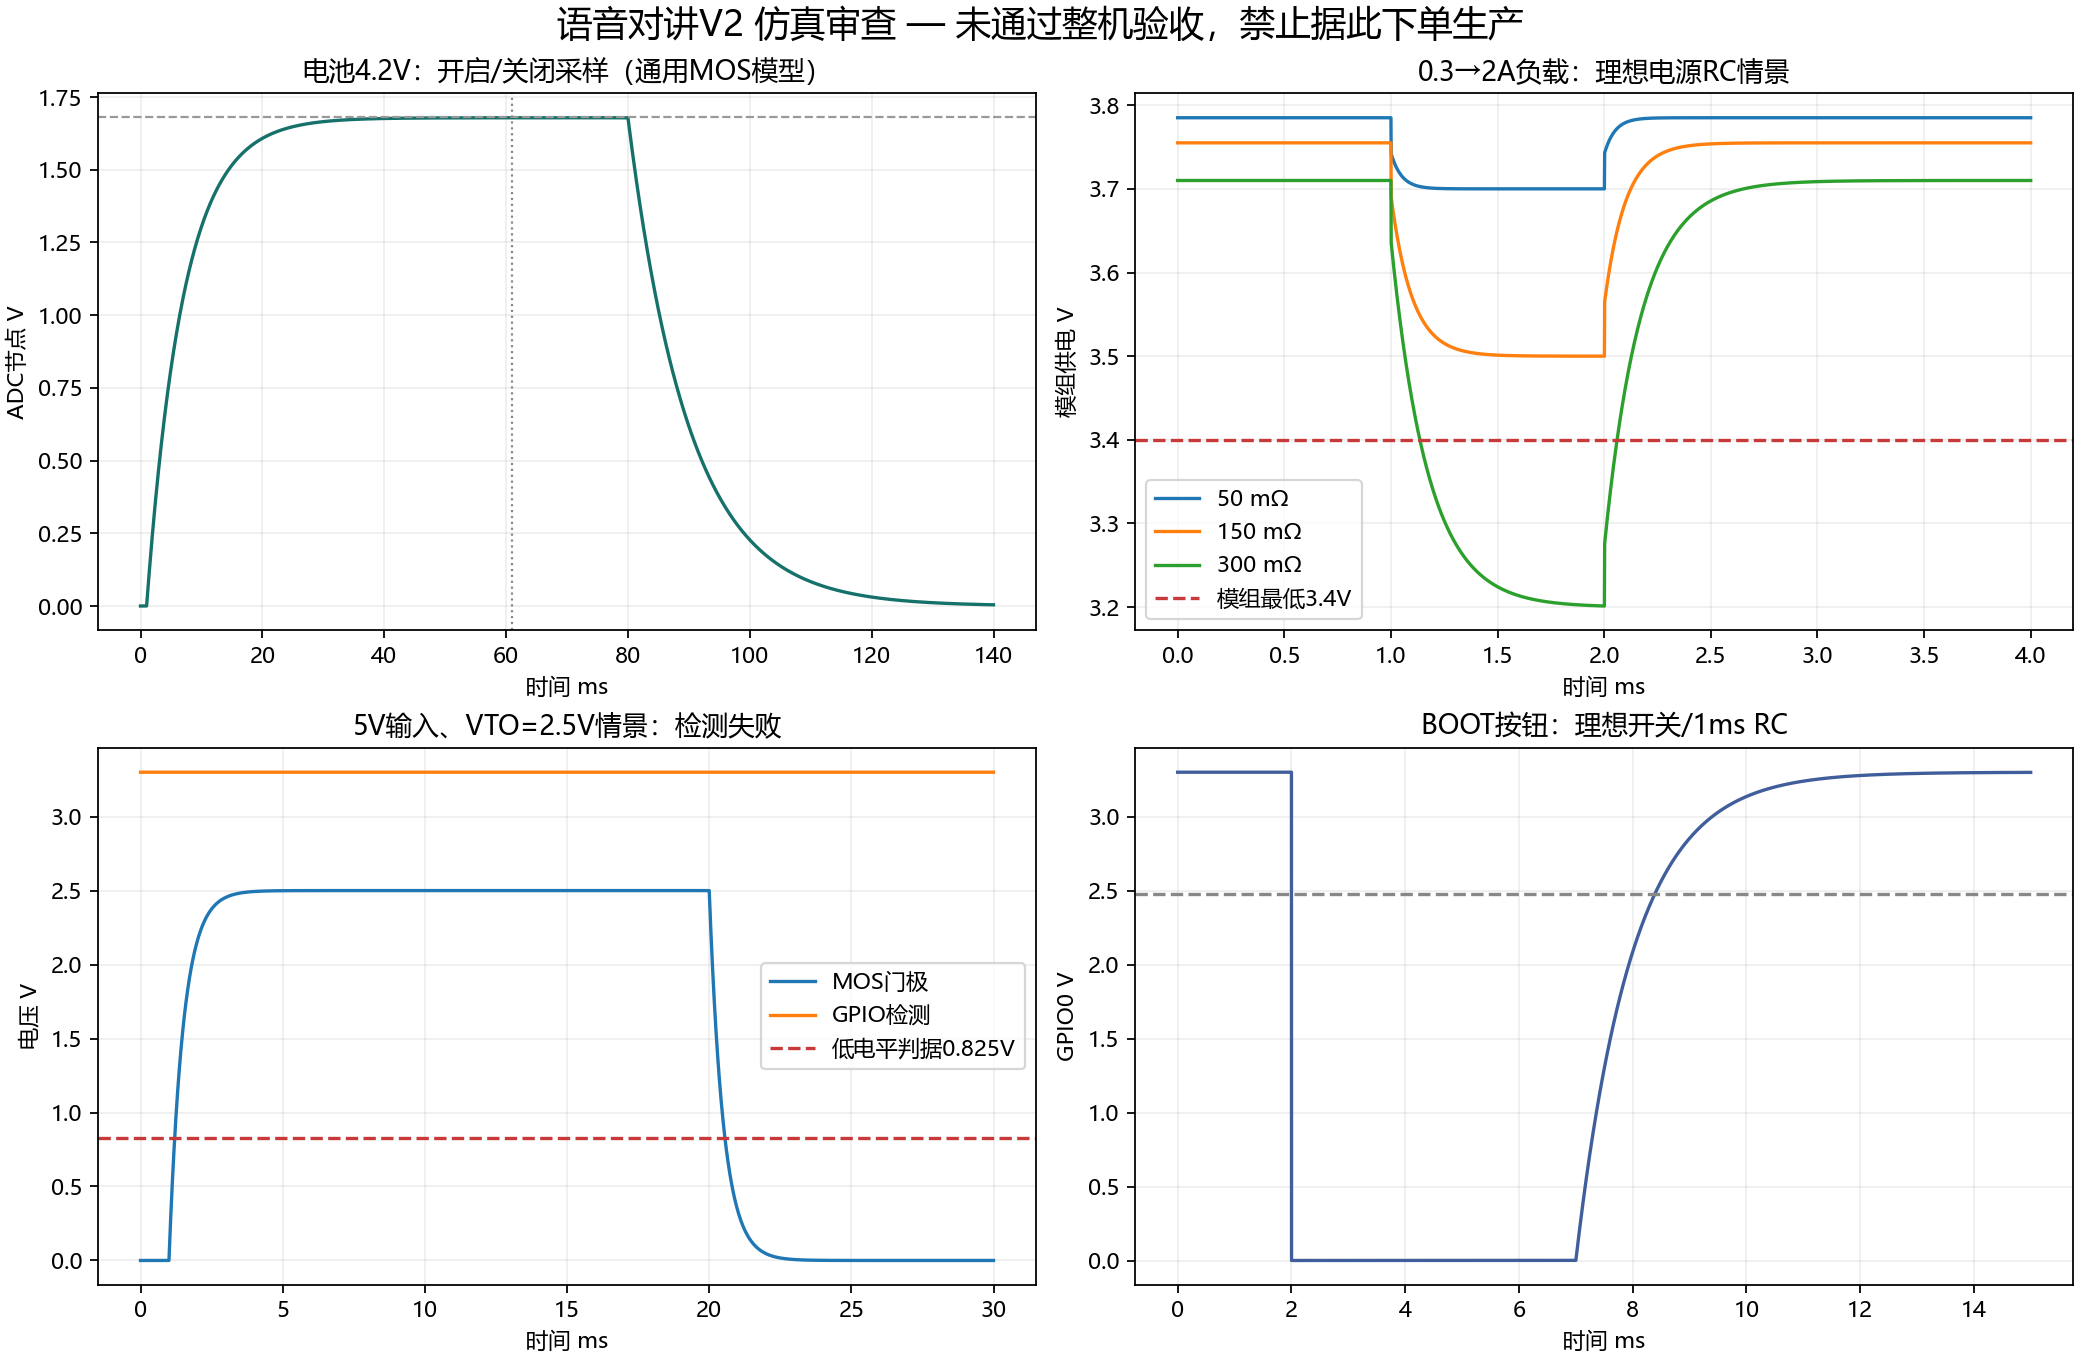 语音对讲V2 仿真审查 — 未通过整机验收，禁止据此下单生产
电池4.2V：开启/关闭采样（通用MOS模型）
1.75
1.50
1.25
1.00
0.75
0.50
0.25
0.00
ADC节点 V
0 20 40 60 80 100 120 140
时间 ms
0.3→2A负载：理想电源RC情景
3.8
3.7
3.6
3.5
3.4
3.3
3.2
模组供电 V
50 mΩ
150 mΩ
300 mΩ
模组最低3.4V
0.0 0.5 1.0 1.5 2.0 2.5 3.0 3.5 4.0
时间 ms
5V输入、VTO=2.5V情景：检测失败
3.0
2.5
2.0
1.5
1.0
0.5
0.0
电压 V
MOS门极
GPIO检测
低电平判据0.825V
0 5 10 15 20 25 30
时间 ms
BOOT按钮：理想开关/1ms RC
3.0
2.5
2.0
1.5
1.0
0.5
0.0
GPIO0 V
0 2 4 6 8 10 12 14
时间 ms